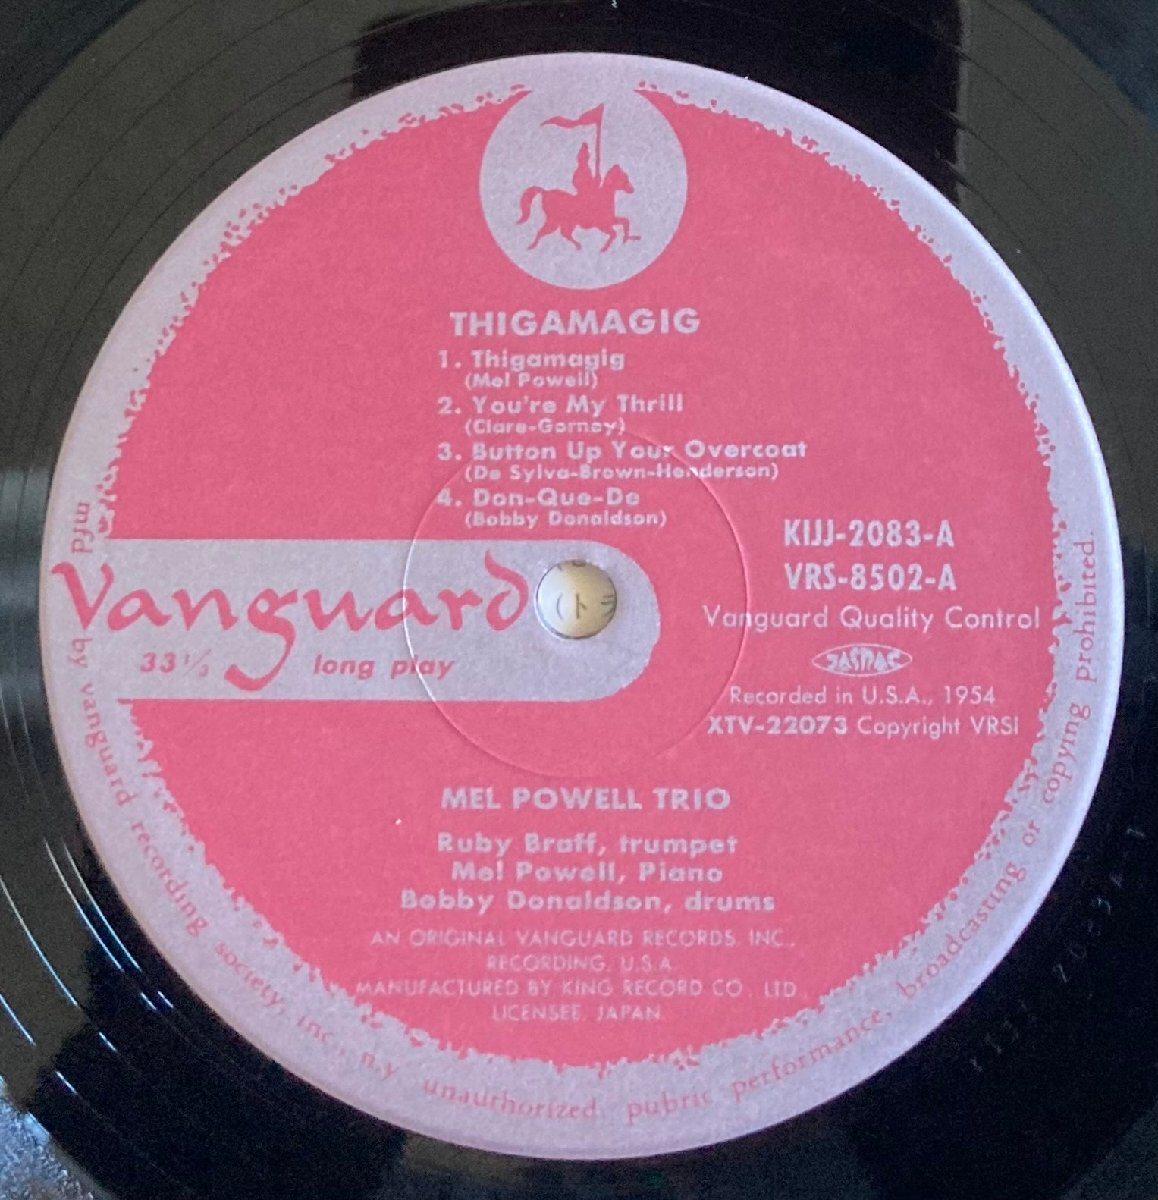 THIGAMAGIG
1. Thigamagig
(Mel Powell)
2. You're My Thrill
(Clare-Gorney)
3. Button Up Your Overcoat
(De Sylva-Brown-Henderson)
4. Don-Que-De
(Bobby Donaldson)
KIJJ-2083-A
VRS-8502-A
Vanguard
33 1/3 long play
Vanguard Quality Control
JASRAC
Recorded in U.S.A., 1954
XTV-22073 Copyright VRSI
MEL POWELL TRIO
Ruby Braff, trumpet
Mel Powell, Piano
Bobby Donaldson, drums
AN ORIGINAL VANGUARD RECORDS, INC.,
RECORDING, U.S.A.
MANUFACTURED BY KING RECORD CO., LTD.,
LICENSEE, JAPAN.
mfd by vanguard recording society, inc., n.y unauthorized public performance, broadcasting or copying prohibited.